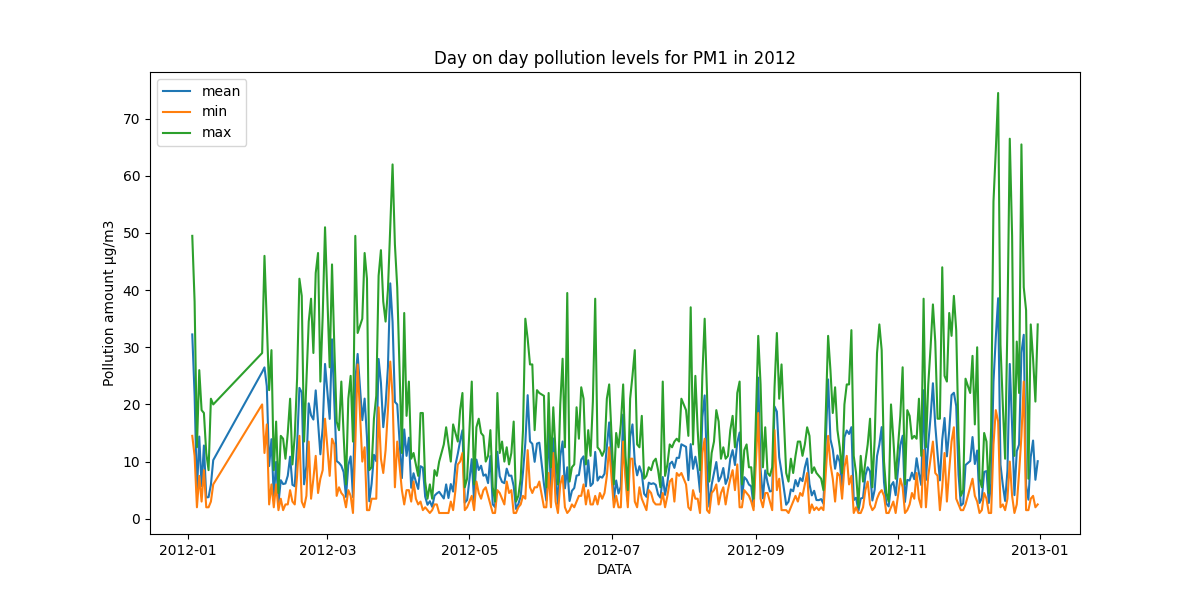 Day on day pollution levels for PM1 in 2012
mean
min
max
Pollution amount µg/m3
70
60
50
40
30
20
10
0
2012-01 2012-03 2012-05 2012-07 2012-09 2012-11 2013-01
DATA